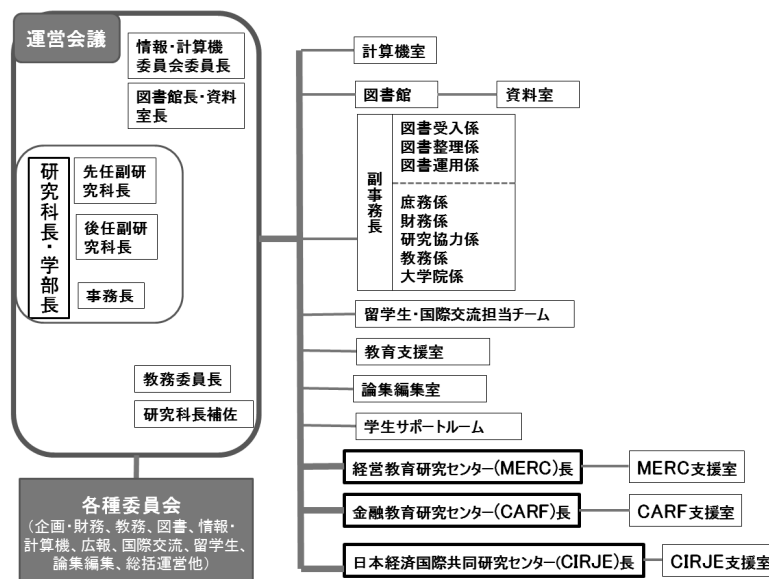 運営会議
情報・計算機
委員会委員長
図書館長・資料
室長
研究科長・学部長
先任副研
究科長
後任副研
究科長
事務長
教務委員長
研究科長補佐
各種委員会
(企画・財務、教務、図書、情報・
計算機、広報、国際交流、留学生、
論集編集、総括運営他)
計算機室
図書館
資料室
副事務長
図書受入係
図書整理係
図書運用係
庶務係
財務係
研究協力係
教務係
大学院係
留学生・国際交流担当チーム
教育支援室
論集編集室
学生サポートルーム
経営教育研究センター(MERC)長
MERC支援室
金融教育研究センター(CARF)長
CARF支援室
日本経済国際共同研究センター(CIRJE)長
CIRJE支援室